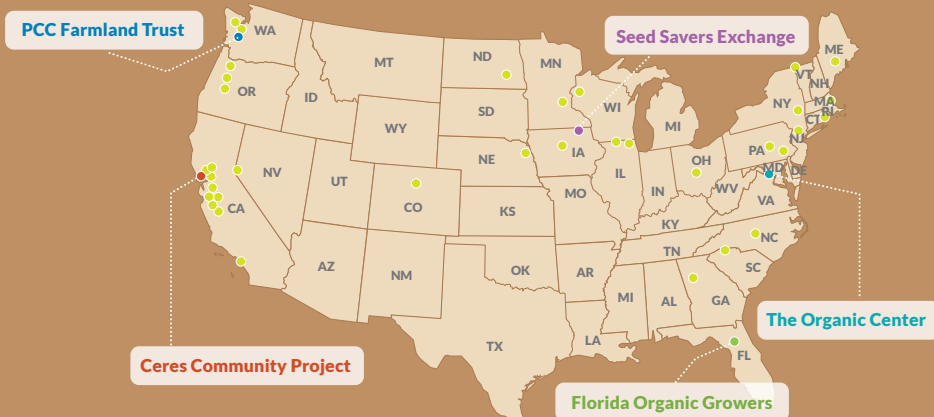 PCC Farmland Trust
Seed Savers Exchange
WA
MT
ND
MN
ME
VT
NH
OR
ID
SD
WI
NY
MA
RI
CT
WY
MI
NJ
NE
IA
PA
NV
OH
MD
DE
UT
IL
IN
WV
CO
MO
VA
CA
KS
KY
NC
TN
AZ
OK
SC
NM
AR
MI
AL
GA
The Organic Center
TX
LA
FL
Ceres Community Project
Florida Organic Growers